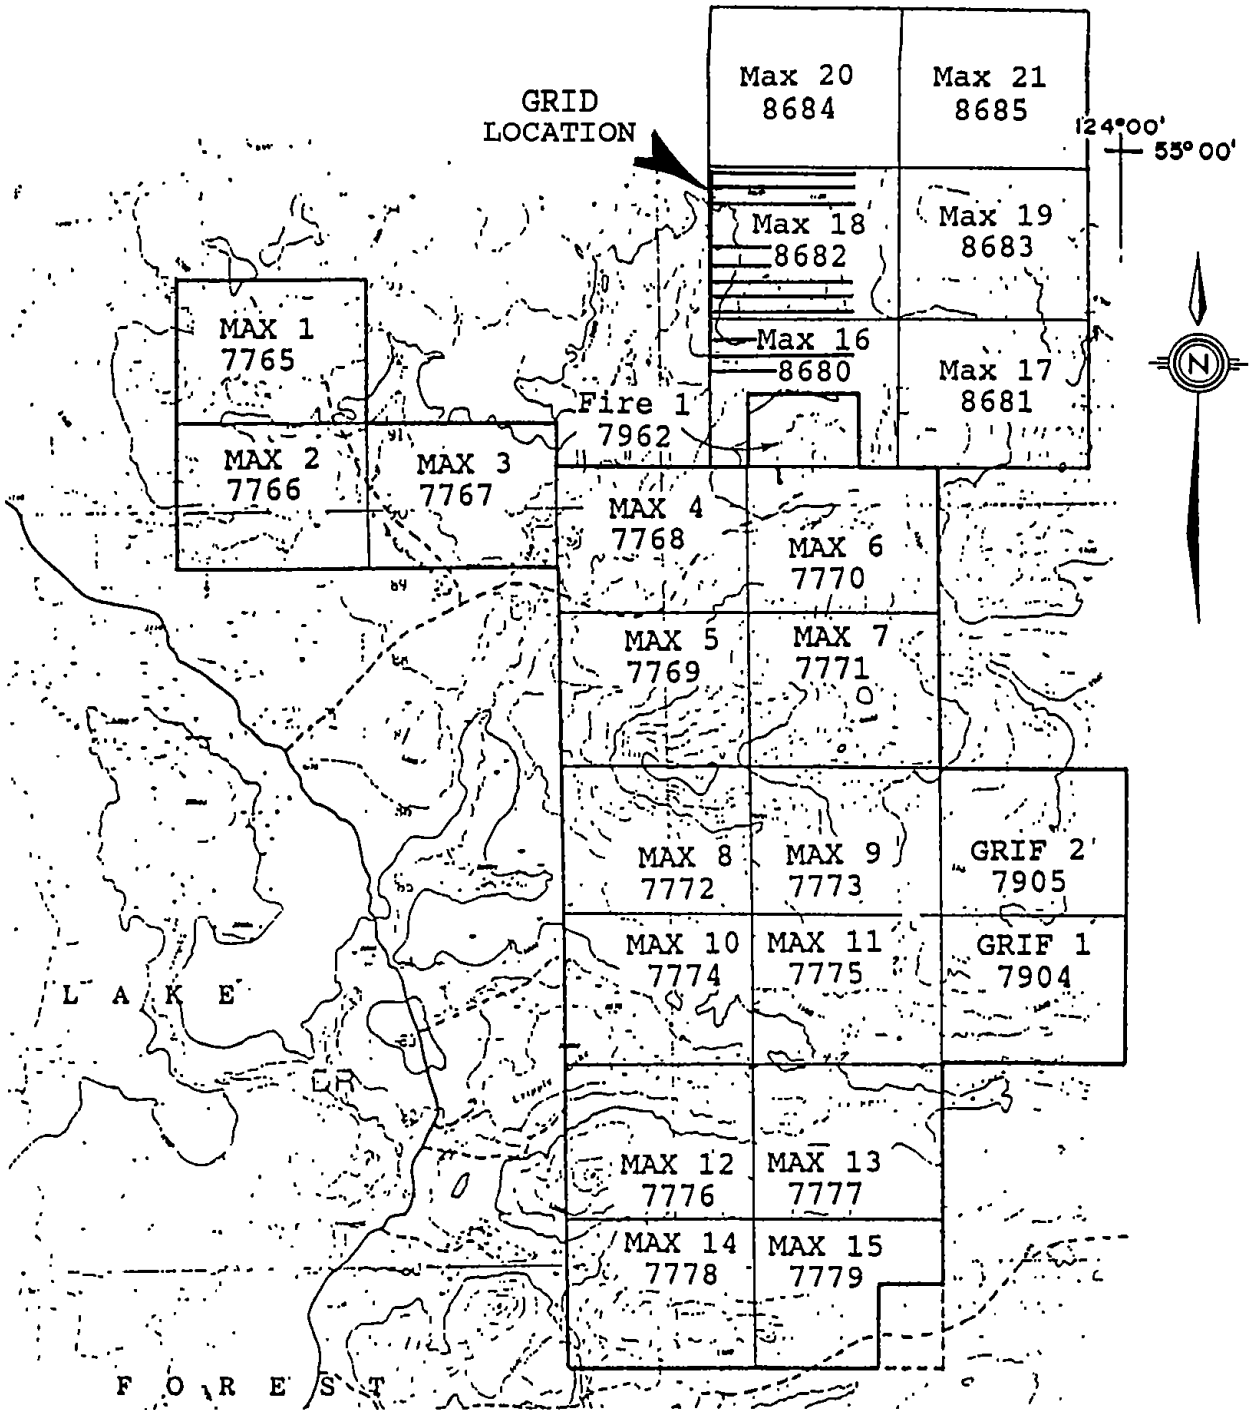 Max 20
8684
Max 21
8685
GRID
LOCATION
124°00'
55°00'
Max 18
8682
Max 19
8683
MAX 1
7765
Max 16
8680
Max 17
8681
N
Fire 1
7962
MAX 2
7766
MAX 3
7767
MAX 4
7768
MAX 6
7770
MAX 5
7769
MAX 7
7771
MAX 8
7772
MAX 9
7773
GRIF 2
7905
MAX 10
7774
MAX 11
7775
GRIF 1
7904
LAKE
CR
MAX 12
7776
MAX 13
7777
MAX 14
7778
MAX 15
7779
FOREST